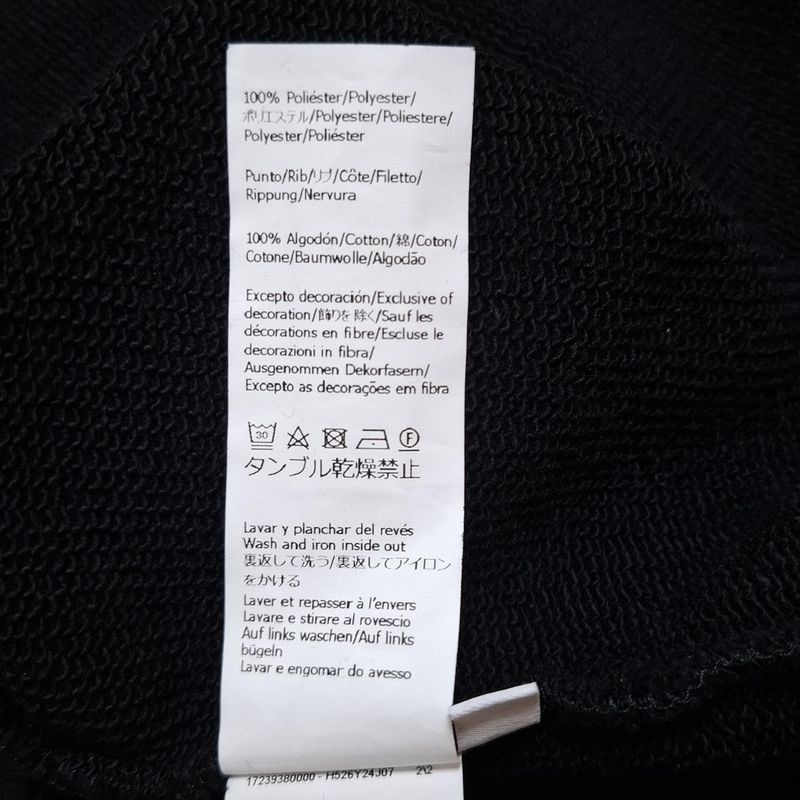 100% Poliéster/Polyester/
ポリエステル/Polyester/Poliestere/
Polyester/Poliéster
Punto/Rib/リブ/Côte/Filetto/
Rippung/Nervura
100% Algodón/Cotton/綿/Coton/
Cotone/Baumwolle/Algodão
Excepto decoración/Exclusive of
decoration/飾りを除く/Sauf les
décorations en fibre/Escluse le
decorazioni in fibra/
Ausgenommen Dekorfasern/
Excepto as decorações em fibra
30 F
タンブル乾燥禁止
Lavar y planchar del revés
Wash and iron inside out
裏返して洗う/裏返してアイロン
をかける
Laver et repasser à l'envers
Lavare e stirare al rovescio
Auf links waschen/Auf links
bügeln
Lavar e engomar do avesso
17239380000 - H526Y24J07 2\2